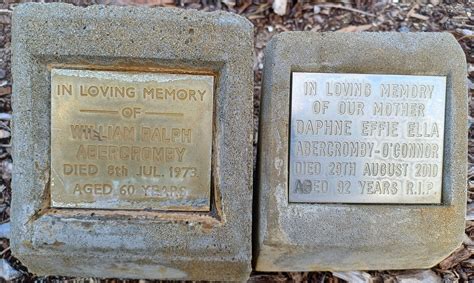 IN LOVING MEMORY
OF
WILLIAM RALPH
ABERCROMBY
DIED 8th JUL. 1973
AGED 60 YEARS
IN LOVING MEMORY
OF OUR MOTHER
DAPHNE EFFIE ELLA
ABERCROMBY-O'CONNOR
DIED 29TH AUGUST 2010
AGED 92 YEARS R.I.P.